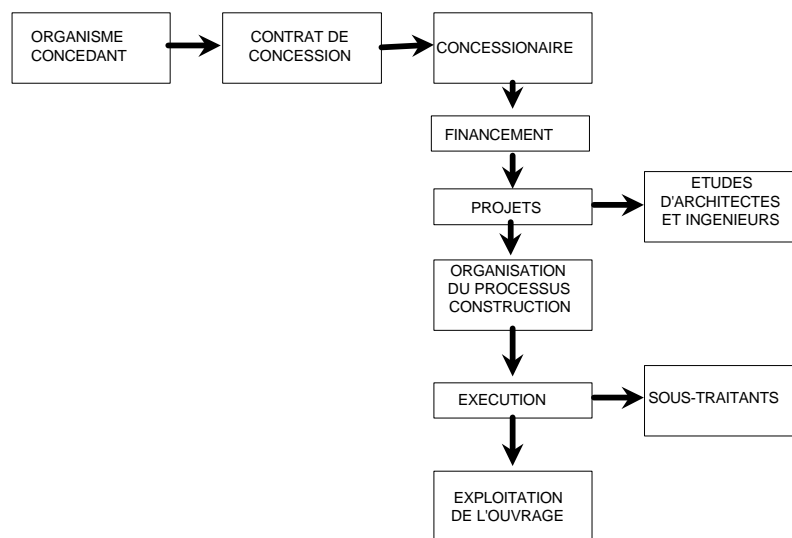 ORGANISME
CONCEDANT
CONTRAT DE
CONCESSION
CONCESSIONAIRE
FINANCEMENT
PROJETS
ETUDES
D'ARCHITECTES
ET INGENIEURS
ORGANISATION
DU PROCESSUS
CONSTRUCTION
EXECUTION
SOUS-TRAITANTS
EXPLOITATION
DE L'OUVRAGE